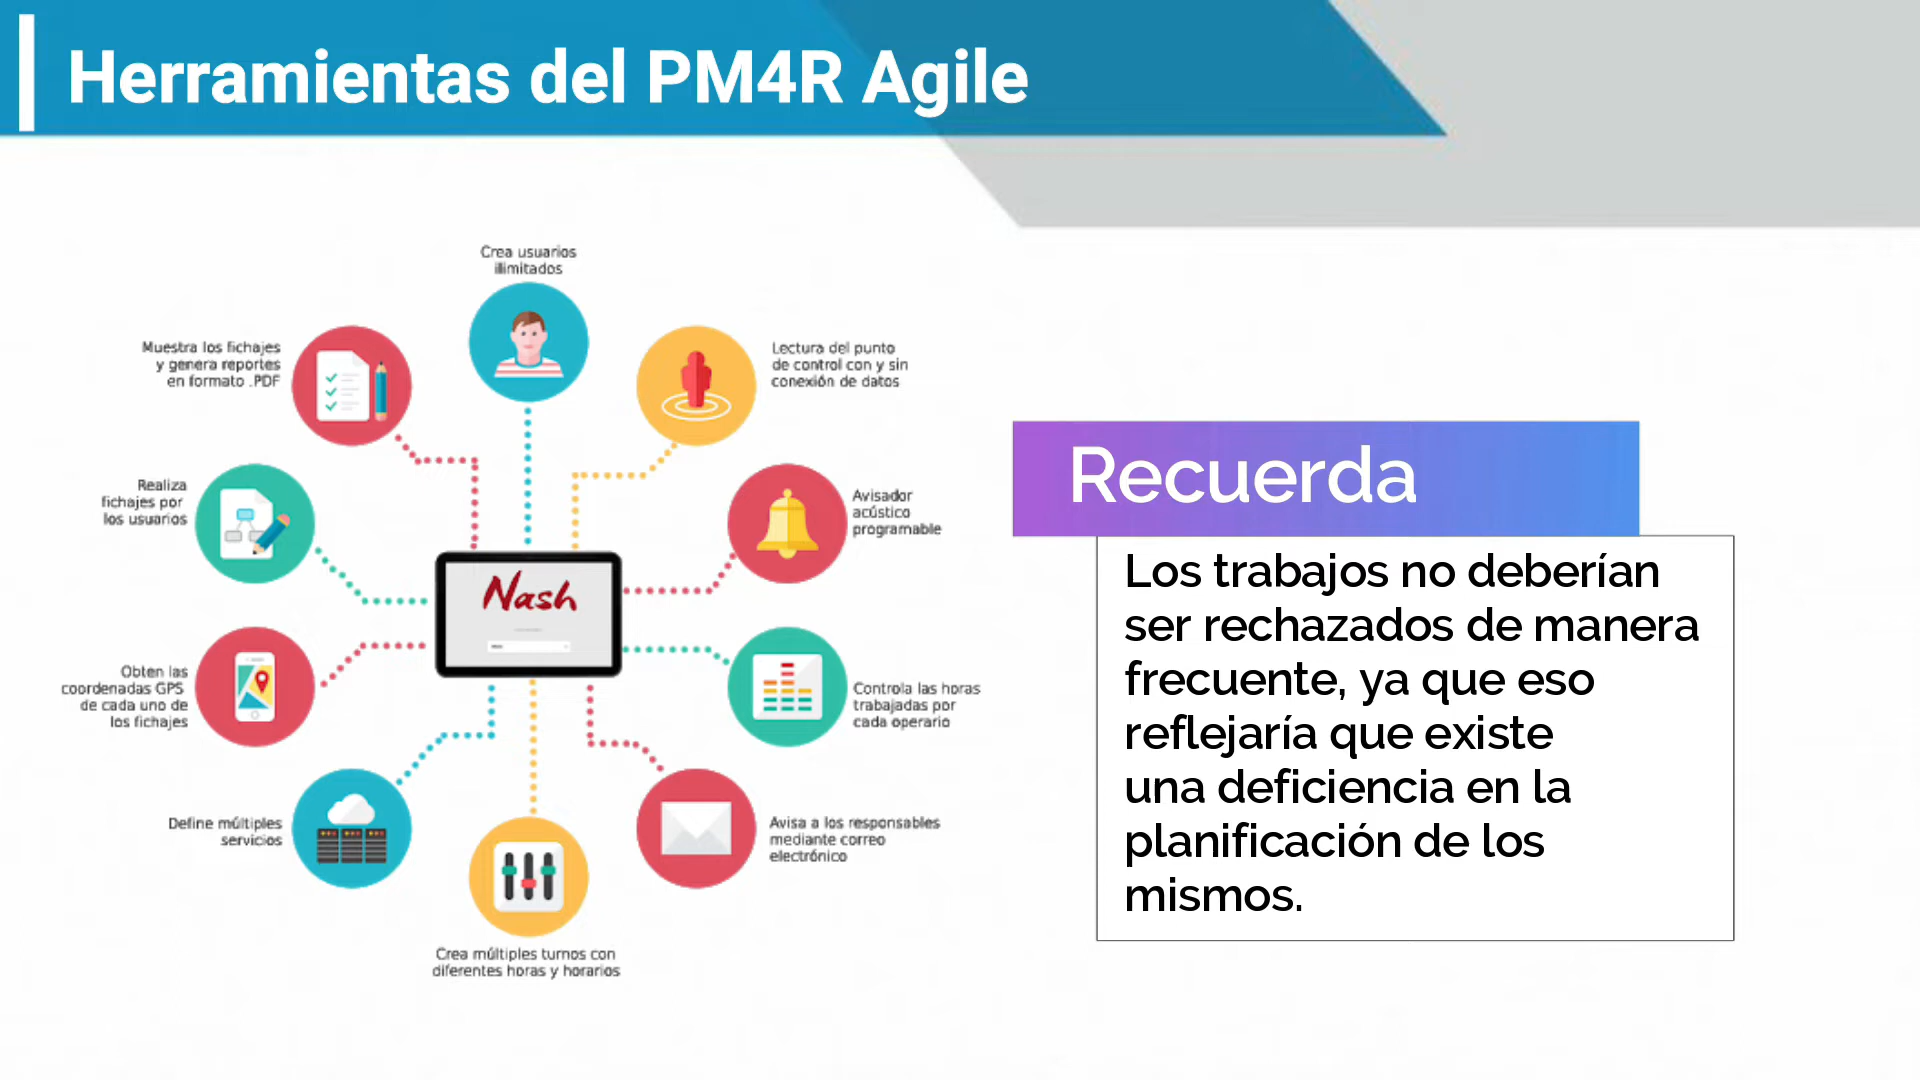 Herramientas del PM4R Agile
Crea usuarios
ilimitados
Muestra los fichajes
y genera reportes
en formato .PDF
Lectura del punto
de control con y sin
conexión de datos
Realiza
fichajes por
los usuarios
Avisador
acústico
programable
Nash
Obten las
coordenadas GPS
de cada uno de
los fichajes
Controla las horas
trabajadas por
cada operario
Define múltiples
servicios
Avisa a los responsables
mediante correo
electrónico
Crea múltiples turnos con
diferentes horas y horarios
Recuerda
Los trabajos no deberían
ser rechazados de manera
frecuente, ya que eso
reflejaría que existe
una deficiencia en la
planificación de los
mismos.